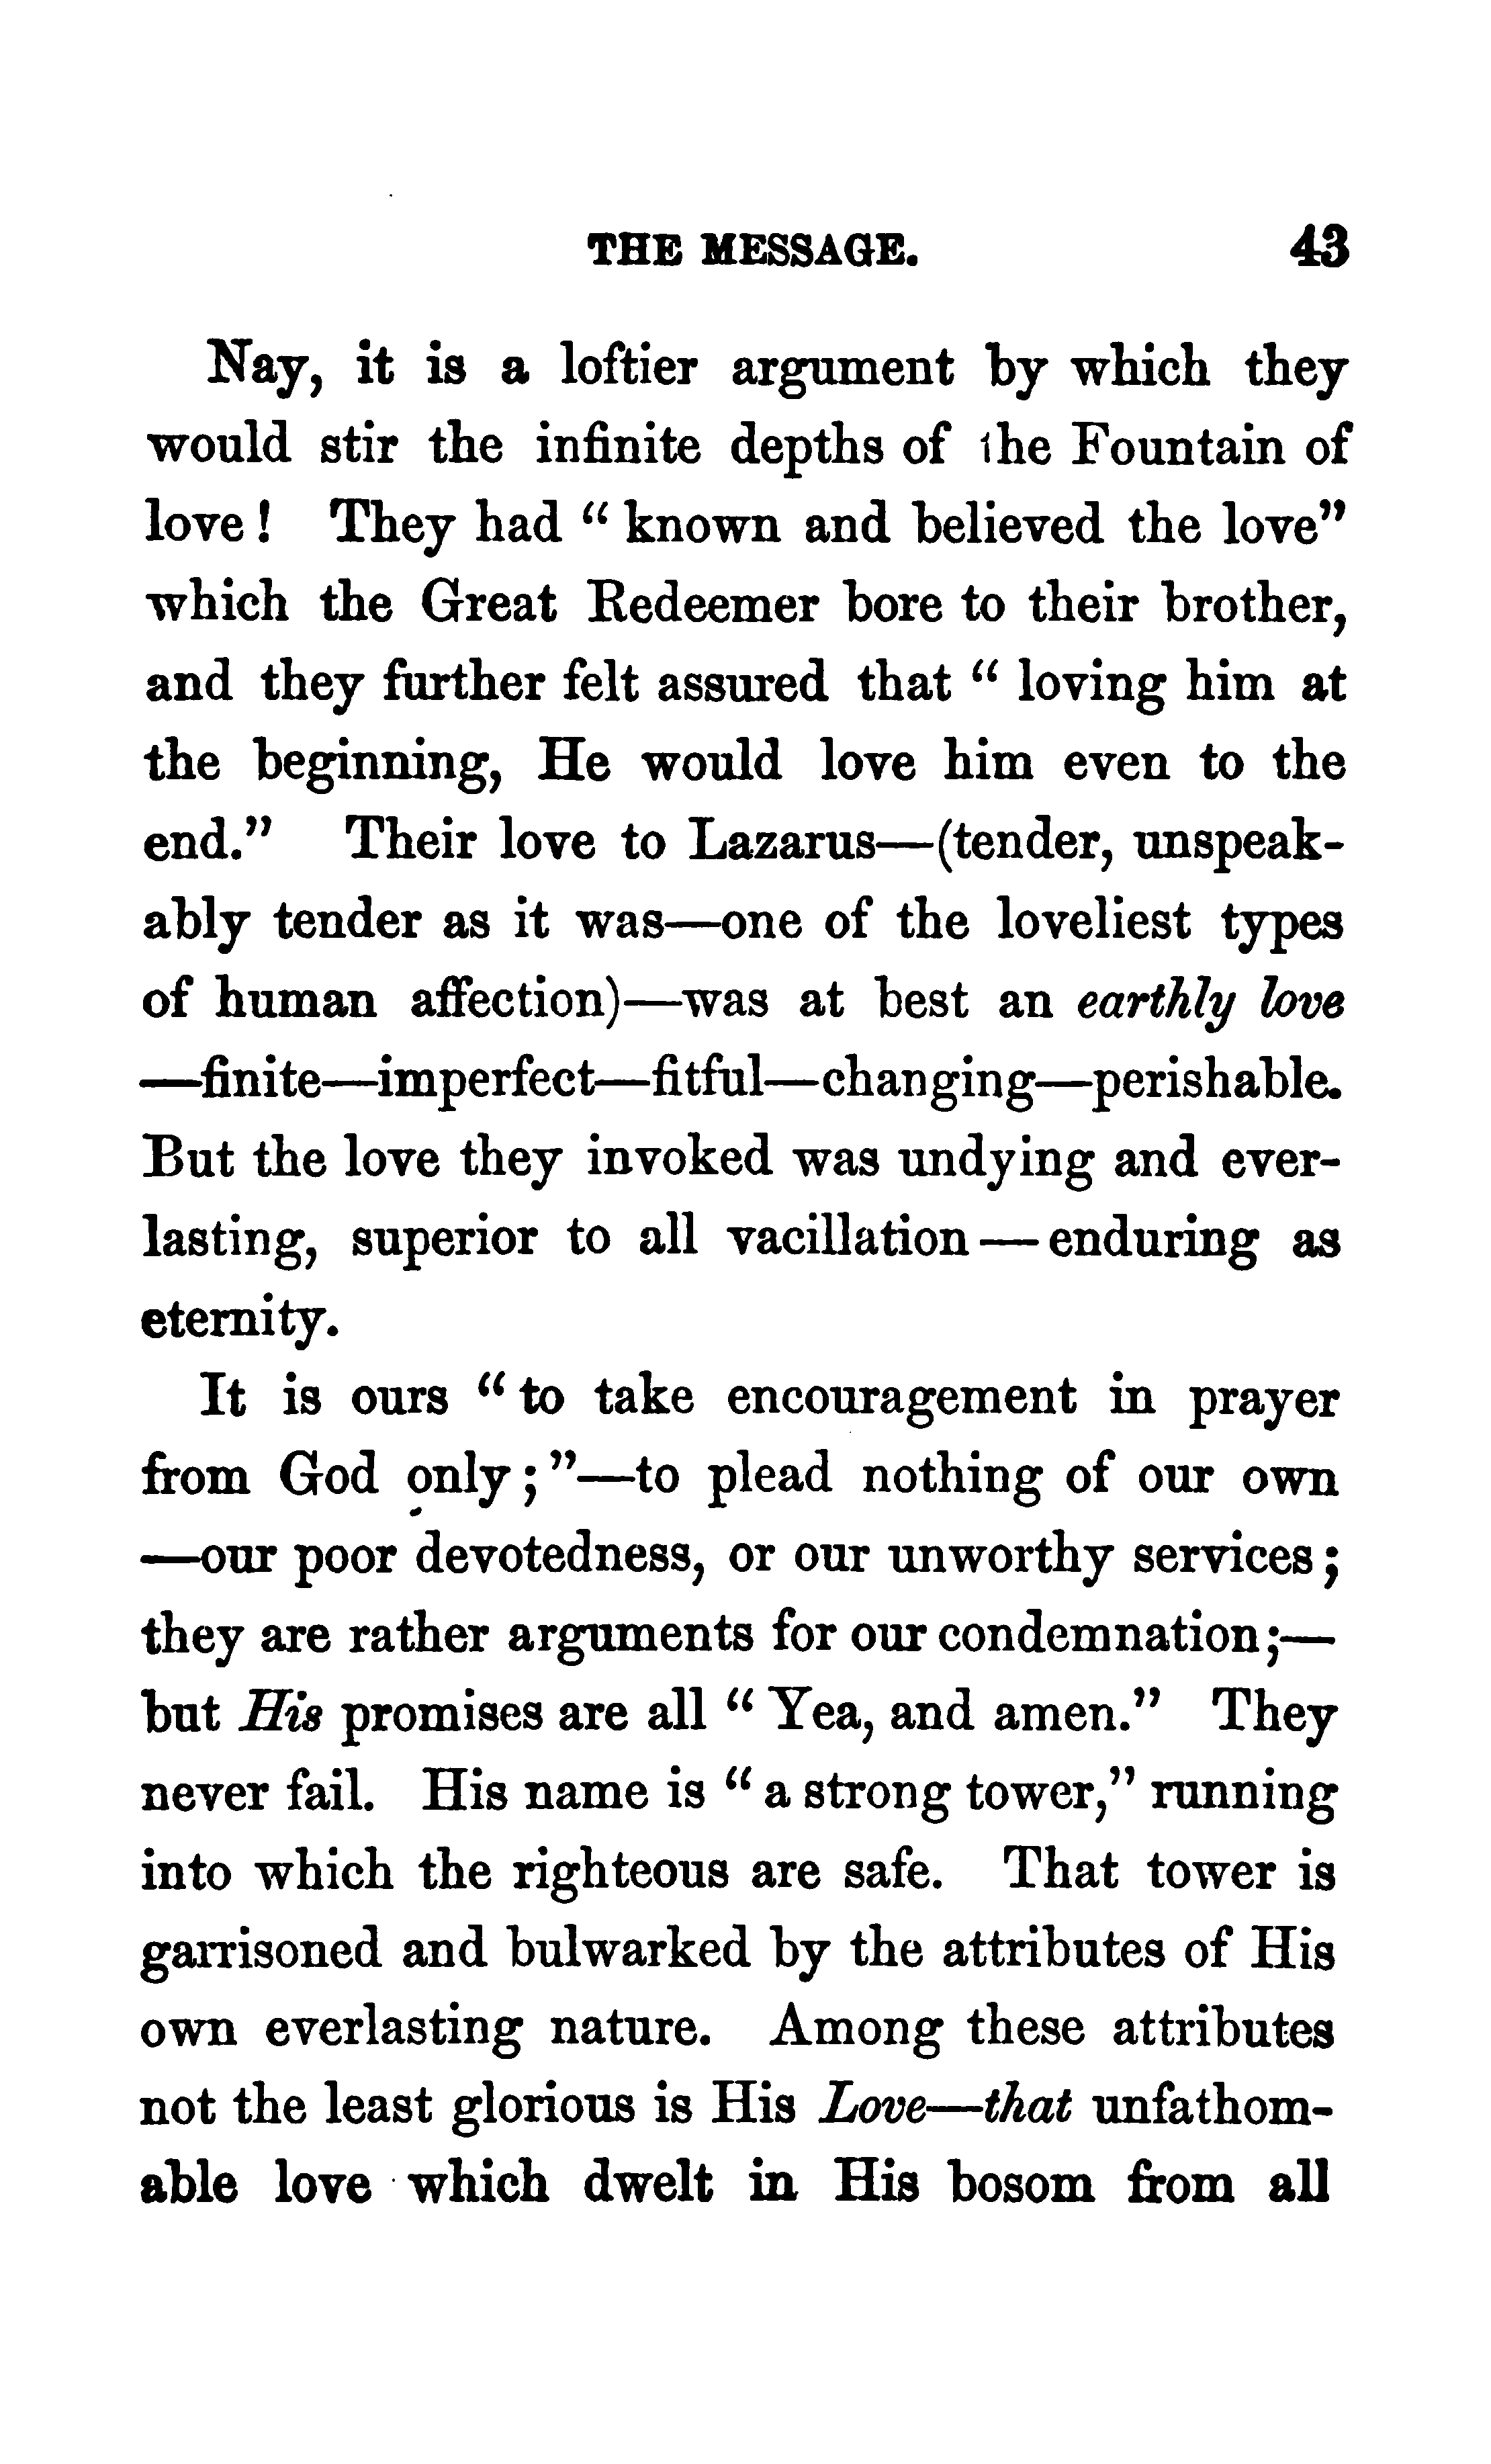 THE MESSAGE. 43
Nay, it is a loftier argument by which they
would stir the infinite depths of the Fountain of
love! They had “ known and believed the love”
which the Great Redeemer bore to their brother,
and they further felt assured that “ loving him at
the beginning, He would love him even to the
end.” Their love to Lazarus—(tender, unspeak-
ably tender as it was—one of the loveliest types
of human affection)—was at best an earthly love
—finite—imperfect—fitful—changing—perishable.
But the love they invoked was undying and ever-
lasting, superior to all vacillation — enduring as
eternity.
It is ours “ to take encouragement in prayer
from God only; ”—to plead nothing of our own
—our poor devotedness, or our unworthy services;
they are rather arguments for our condemnation;—
but His promises are all “ Yea, and amen.” They
never fail. His name is “ a strong tower,” running
into which the righteous are safe. That tower is
garrisoned and bulwarked by the attributes of His
own everlasting nature. Among these attributes
not the least glorious is His Love—that unfathom-
able love which dwelt in His bosom from all